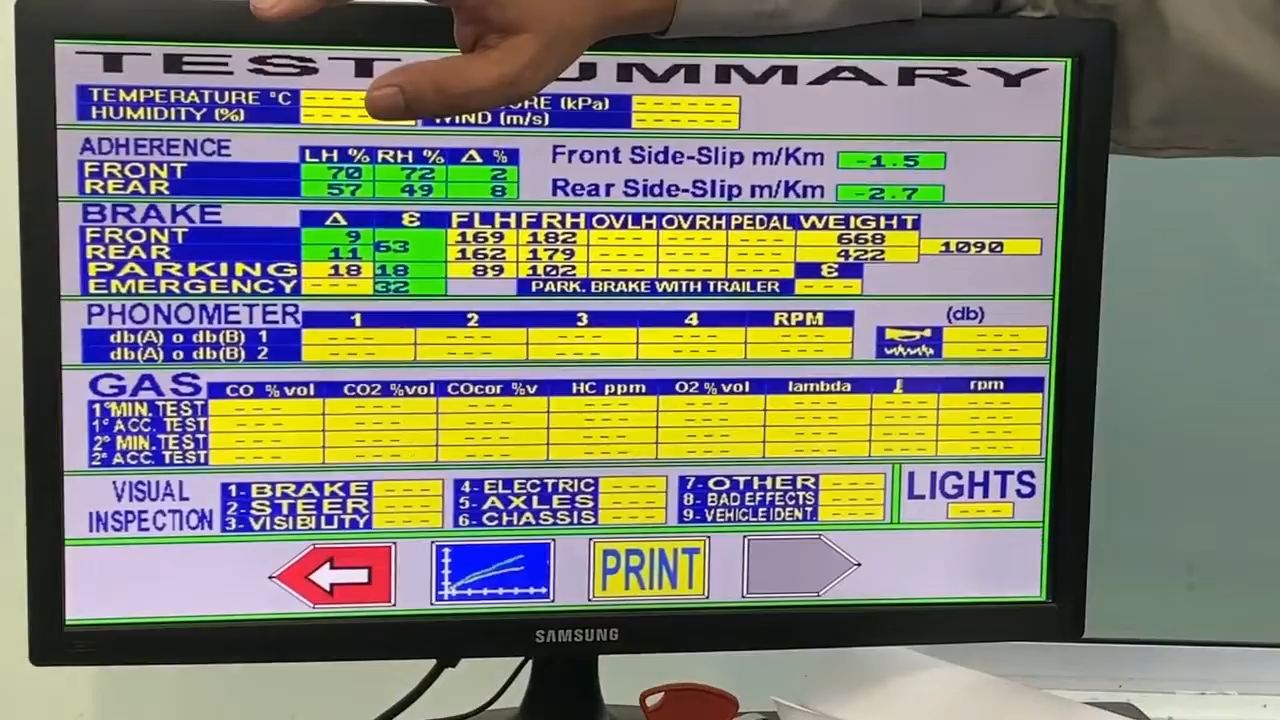 TEST SUMMARY
TEMPERATURE °C - - - -
HUMIDITY (%) - - - - (kPa) - - - - - -
WIND (m/s) - - - - - -
ADHERENCE LH % RH % Δ %
FRONT 70 72 2
REAR 57 49 8
Front Side-Slip m/Km -1.5
Rear Side-Slip m/Km -2.7
BRAKE Δ ε FLH FRH OVLH OVRH PEDAL WEIGHT
FRONT 9 63 169 182 - - - - - - - - - 668 1090
REAR 11 162 179 - - - - - - - - - 422
PARKING 18 18 89 102 - - - - - - - - - ε
EMERGENCY - - - 32 PARK. BRAKE WITH TRAILER - - -
PHONOMETER 1 2 3 4 RPM (db)
db(A) o db(B) 1 - - - - - - - - - - - - - - - - - -
db(A) o db(B) 2 - - - - - - - - - - - - - - - - - -
GAS CO %vol CO2 %vol COcor %v HC ppm O2 %vol lambda rpm
1° MIN. TEST - - - - - - - - - - - - - - - - - - - - - - - -
1° ACC. TEST - - - - - - - - - - - - - - - - - - - - - - - -
2° MIN. TEST - - - - - - - - - - - - - - - - - - - - - - - -
2° ACC. TEST - - - - - - - - - - - - - - - - - - - - - - - -
VISUAL INSPECTION
1- BRAKE - - - 4- ELECTRIC - - - 7- OTHER - - -
2- STEER - - - 5- AXLES - - - 8- BAD EFFECTS - - -
3- VISIBILITY - - - 6- CHASSIS - - - 9- VEHICLE IDENT. - - -
LIGHTS
- - -
PRINT
SAMSUNG